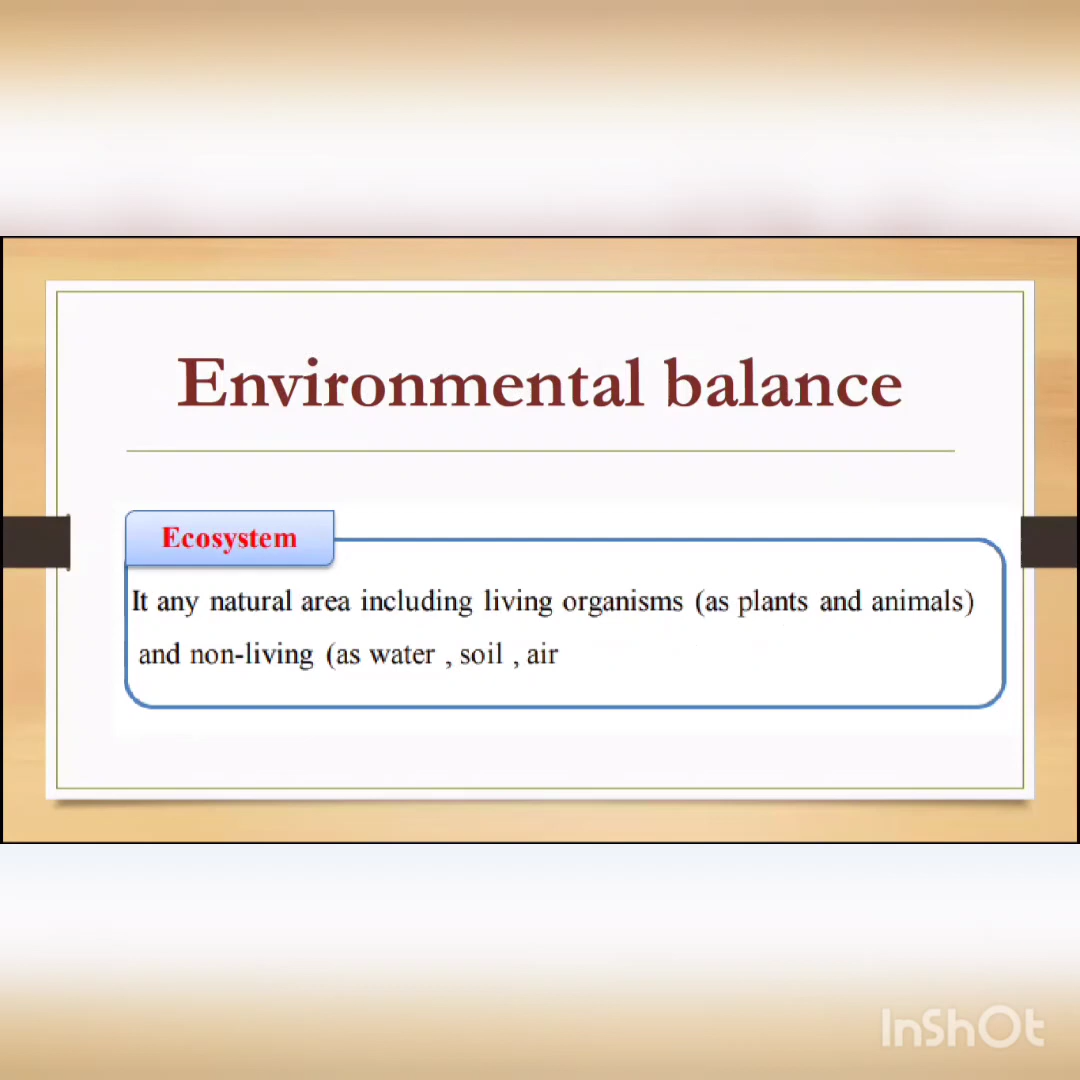 Environmental balance
Ecosystem
It any natural area including living organisms (as plants and animals)
and non-living (as water , soil , air
InShOt